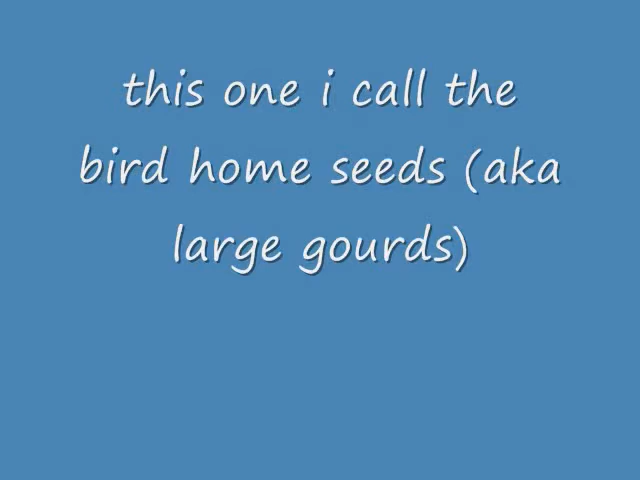 this one i call the
bird home seeds (aka
large gourds)